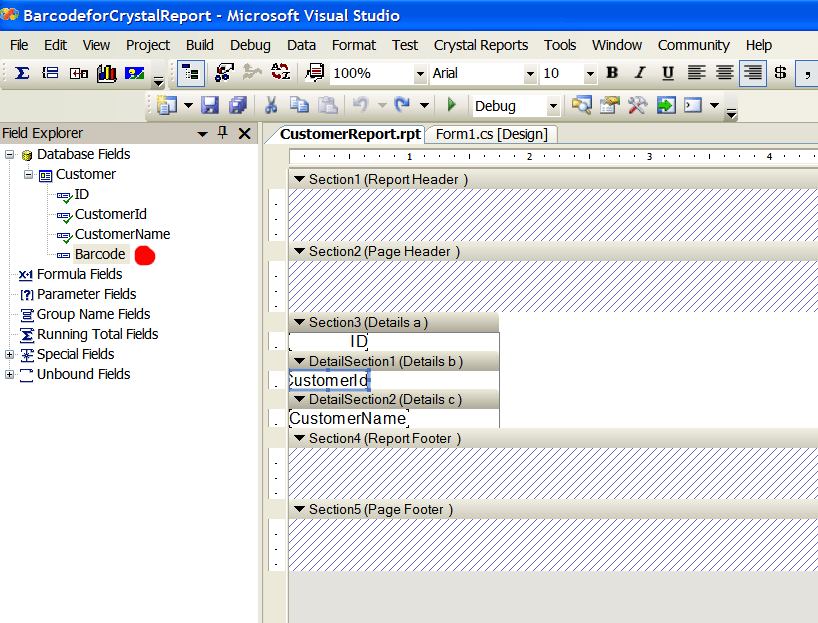 BarcodeforCrystalReport - Microsoft Visual Studio
File Edit View Project Build Debug Data Format Test Crystal Reports Tools Window Community Help
100% Arial 10 B I U $ ,
Debug
Field Explorer
CustomerReport.rpt Form1.cs [Design]
Database Fields
Customer
ID
CustomerId
CustomerName
Barcode
Formula Fields
Parameter Fields
Group Name Fields
Running Total Fields
Special Fields
Unbound Fields
1 2 3 4
Section1 (Report Header )
Section2 (Page Header )
Section3 (Details a )
ID
DetailSection1 (Details b )
CustomerId
DetailSection2 (Details c )
CustomerName
Section4 (Report Footer )
Section5 (Page Footer )